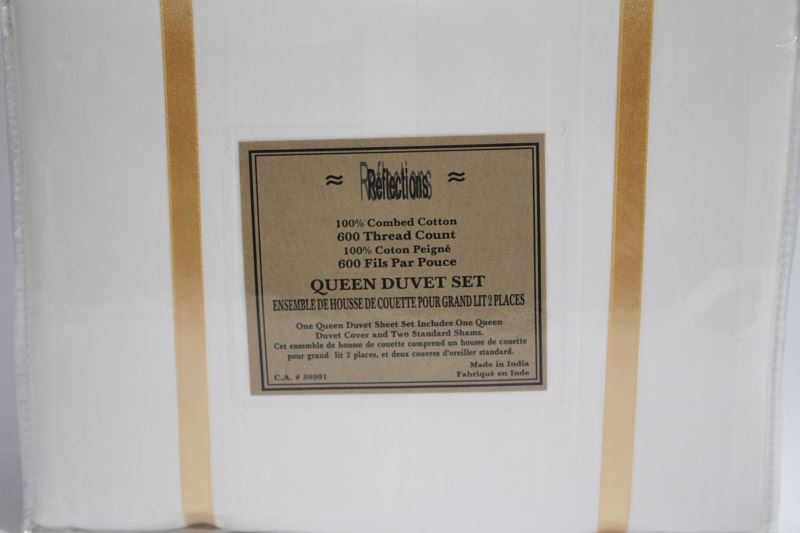 ≈ Réflections ≈
100% Combed Cotton
600 Thread Count
100% Coton Peigné
600 Fils Par Pouce
QUEEN DUVET SET
ENSEMBLE DE HOUSSE DE COUETTE POUR GRAND LIT 2 PLACES
One Queen Duvet Sheet Set Includes One Queen
Duvet Cover and Two Standard Shams.
Cet ensemble de housse de couette comprend un housse de couette
pour grand lit 2 places, et deux couvres d'oreiller standard.
Made in India
C.A. # 50991 Fabriqué en Inde